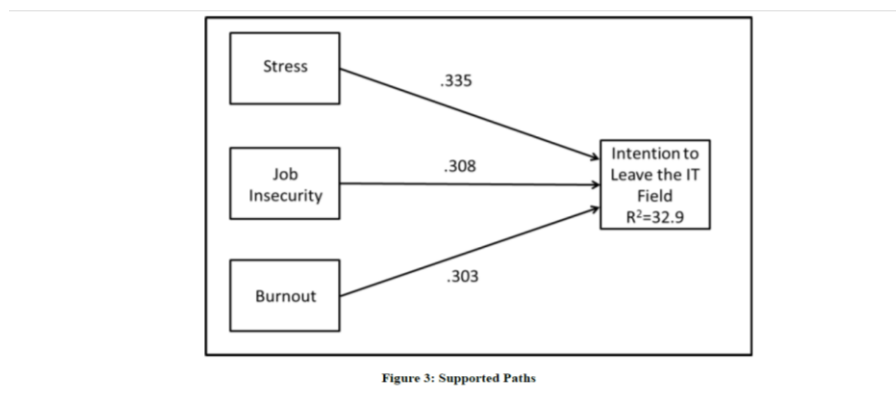 Stress
.335
Intention to
Leave the IT
Field
R²=32.9
Job
Insecurity
.308
Burnout
.303
Figure 3: Supported Paths